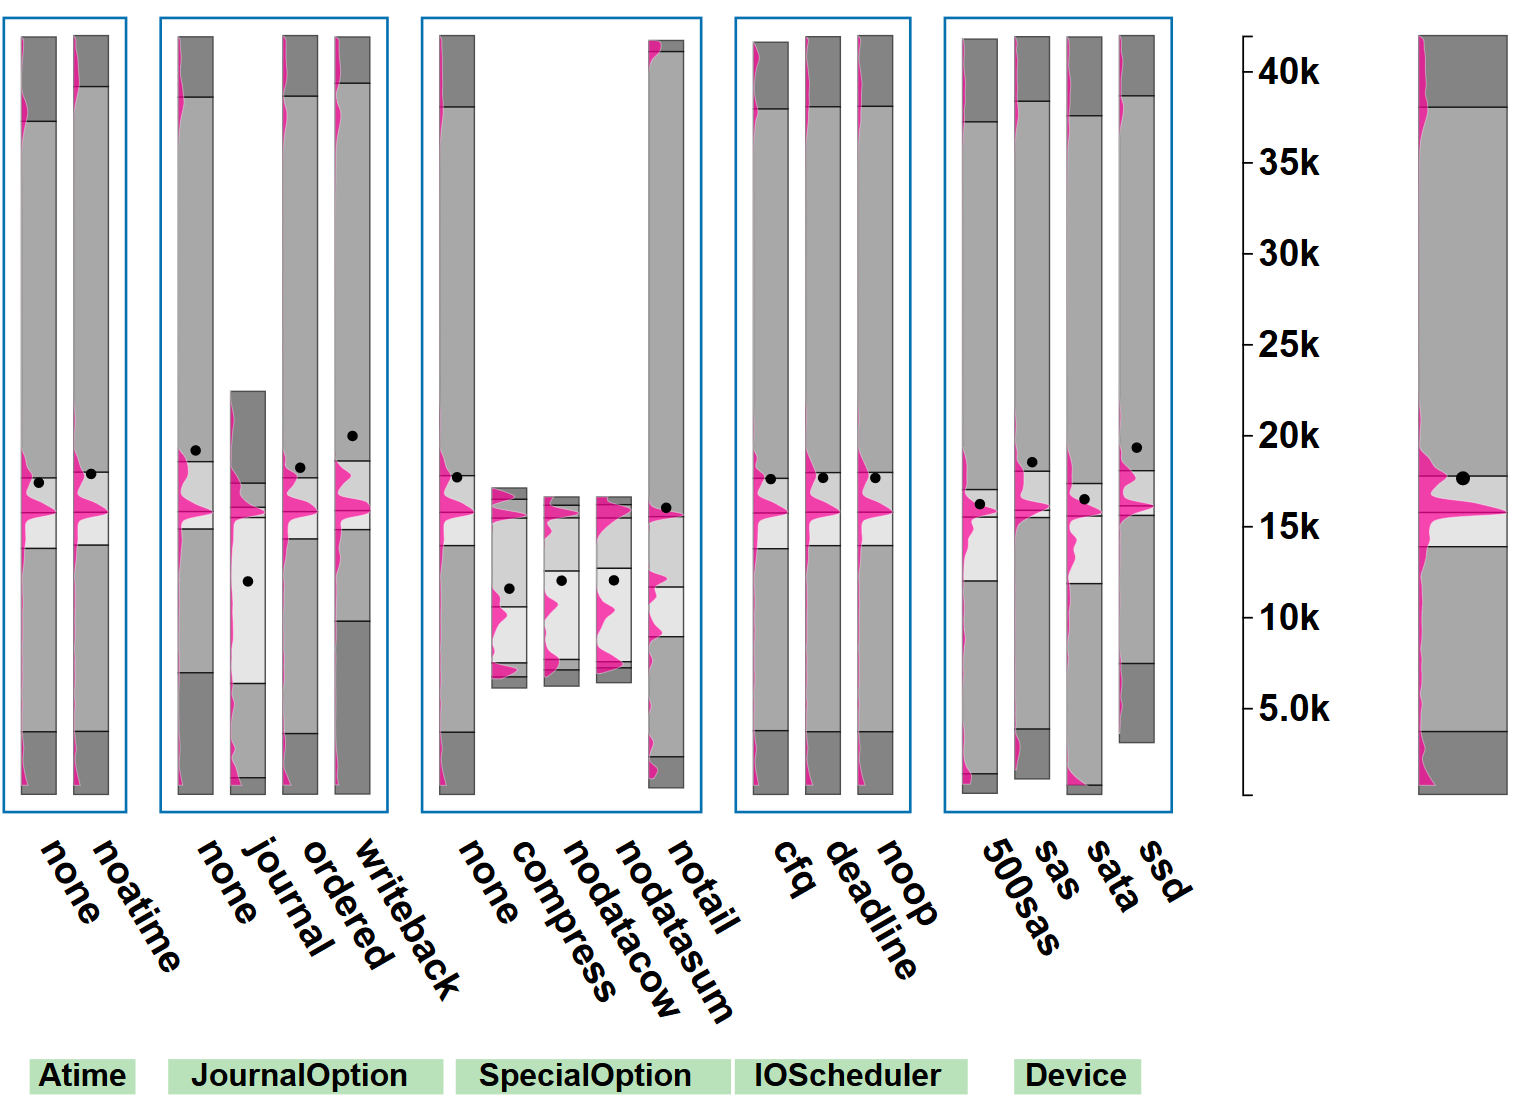 40k
35k
30k
25k
20k
15k
10k
5.0k
none
noatime
none
journal
ordered
writeback
none
compress
nodatacow
nodatasum
notail
cfq
deadline
noop
500sas
sas
sata
ssd
Atime
JournalOption
SpecialOption
IOScheduler
Device